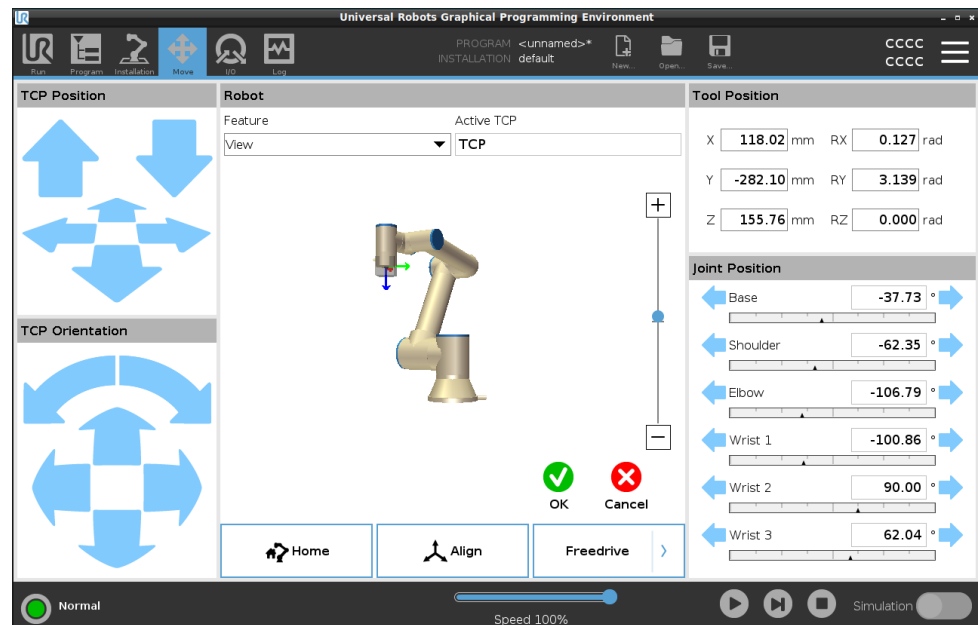 Universal Robots Graphical Programming Environment
UR
Run
Program
Installation
Move
I/O
Log
PROGRAM <unnamed>*
INSTALLATION default
New...
Open...
Save...
CCCC
CCCC
TCP Position
TCP Orientation
Robot
Feature
Active TCP
View
TCP
OK
Cancel
Home
Align
Freedrive
Tool Position
X 118.02 mm RX 0.127 rad
Y -282.10 mm RY 3.139 rad
Z 155.76 mm RZ 0.000 rad
Joint Position
Base -37.73 °
Shoulder -62.35 °
Elbow -106.79 °
Wrist 1 -100.86 °
Wrist 2 90.00 °
Wrist 3 62.04 °
Normal
Speed 100%
Simulation